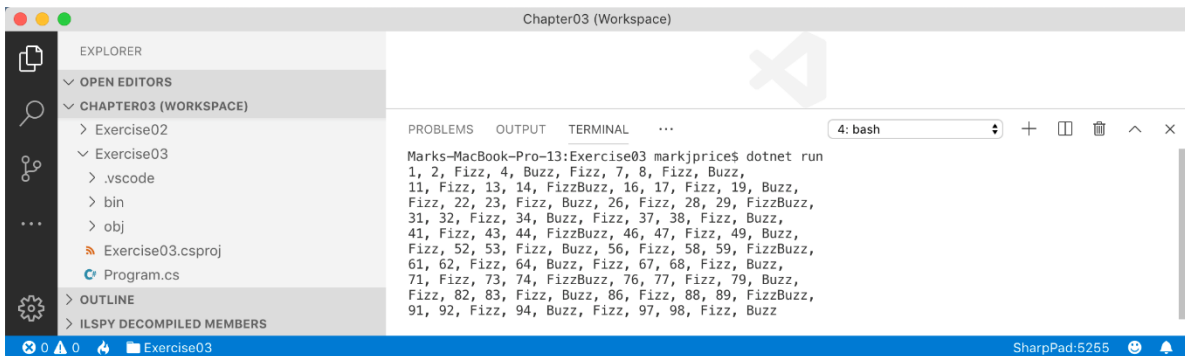 Chapter03 (Workspace)
EXPLORER
OPEN EDITORS
CHAPTER03 (WORKSPACE)
Exercise02
Exercise03
.vscode
bin
obj
Exercise03.csproj
C# Program.cs
OUTLINE
ILSPY DECOMPILED MEMBERS
PROBLEMS OUTPUT TERMINAL ... 4: bash
Marks-MacBook-Pro-13:Exercise03 markjprice$ dotnet run
1, 2, Fizz, 4, Buzz, Fizz, 7, 8, Fizz, Buzz,
11, Fizz, 13, 14, FizzBuzz, 16, 17, Fizz, 19, Buzz,
Fizz, 22, 23, Fizz, Buzz, 26, Fizz, 28, 29, FizzBuzz,
31, 32, Fizz, 34, Buzz, Fizz, 37, 38, Fizz, Buzz,
41, Fizz, 43, 44, FizzBuzz, 46, 47, Fizz, 49, Buzz,
Fizz, 52, 53, Fizz, Buzz, 56, Fizz, 58, 59, FizzBuzz,
61, 62, Fizz, 64, Buzz, Fizz, 67, 68, Fizz, Buzz,
71, Fizz, 73, 74, FizzBuzz, 76, 77, Fizz, 79, Buzz,
Fizz, 82, 83, Fizz, Buzz, 86, Fizz, 88, 89, FizzBuzz,
91, 92, Fizz, 94, Buzz, Fizz, 97, 98, Fizz, Buzz
0 0 Exercise03 SharpPad:5255